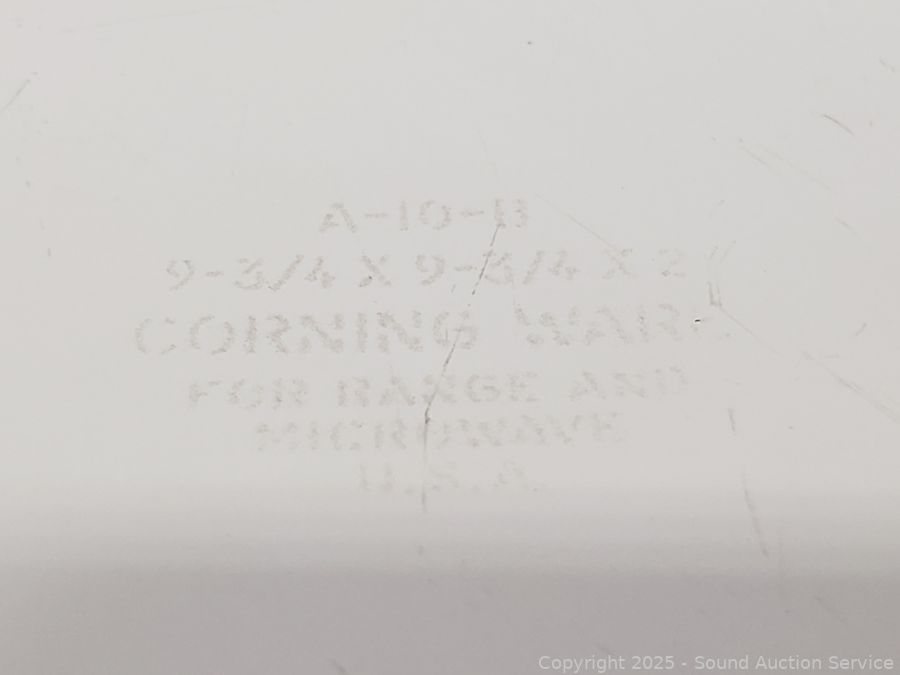 A-10-B
9-3/4 X 9-3/4 X 2
CORNING WARE
FOR RANGE AND
MICROWAVE
U.S.A.
Copyright 2025 - Sound Auction Service